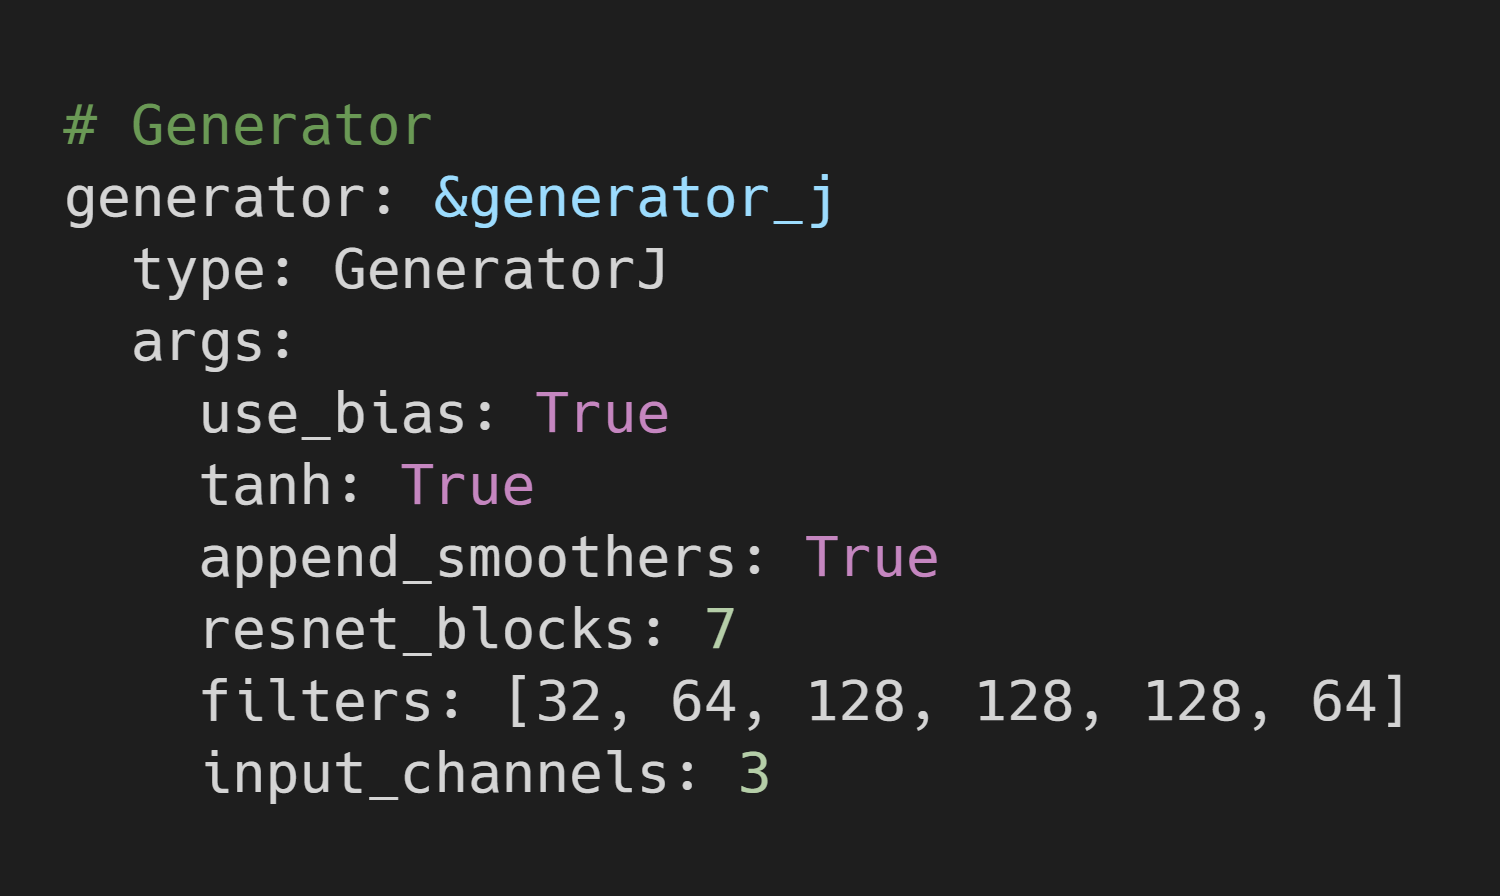 # Generator
generator: &generator_j
  type: GeneratorJ
  args:
    use_bias: True
    tanh: True
    append_smoothers: True
    resnet_blocks: 7
    filters: [32, 64, 128, 128, 128, 64]
    input_channels: 3